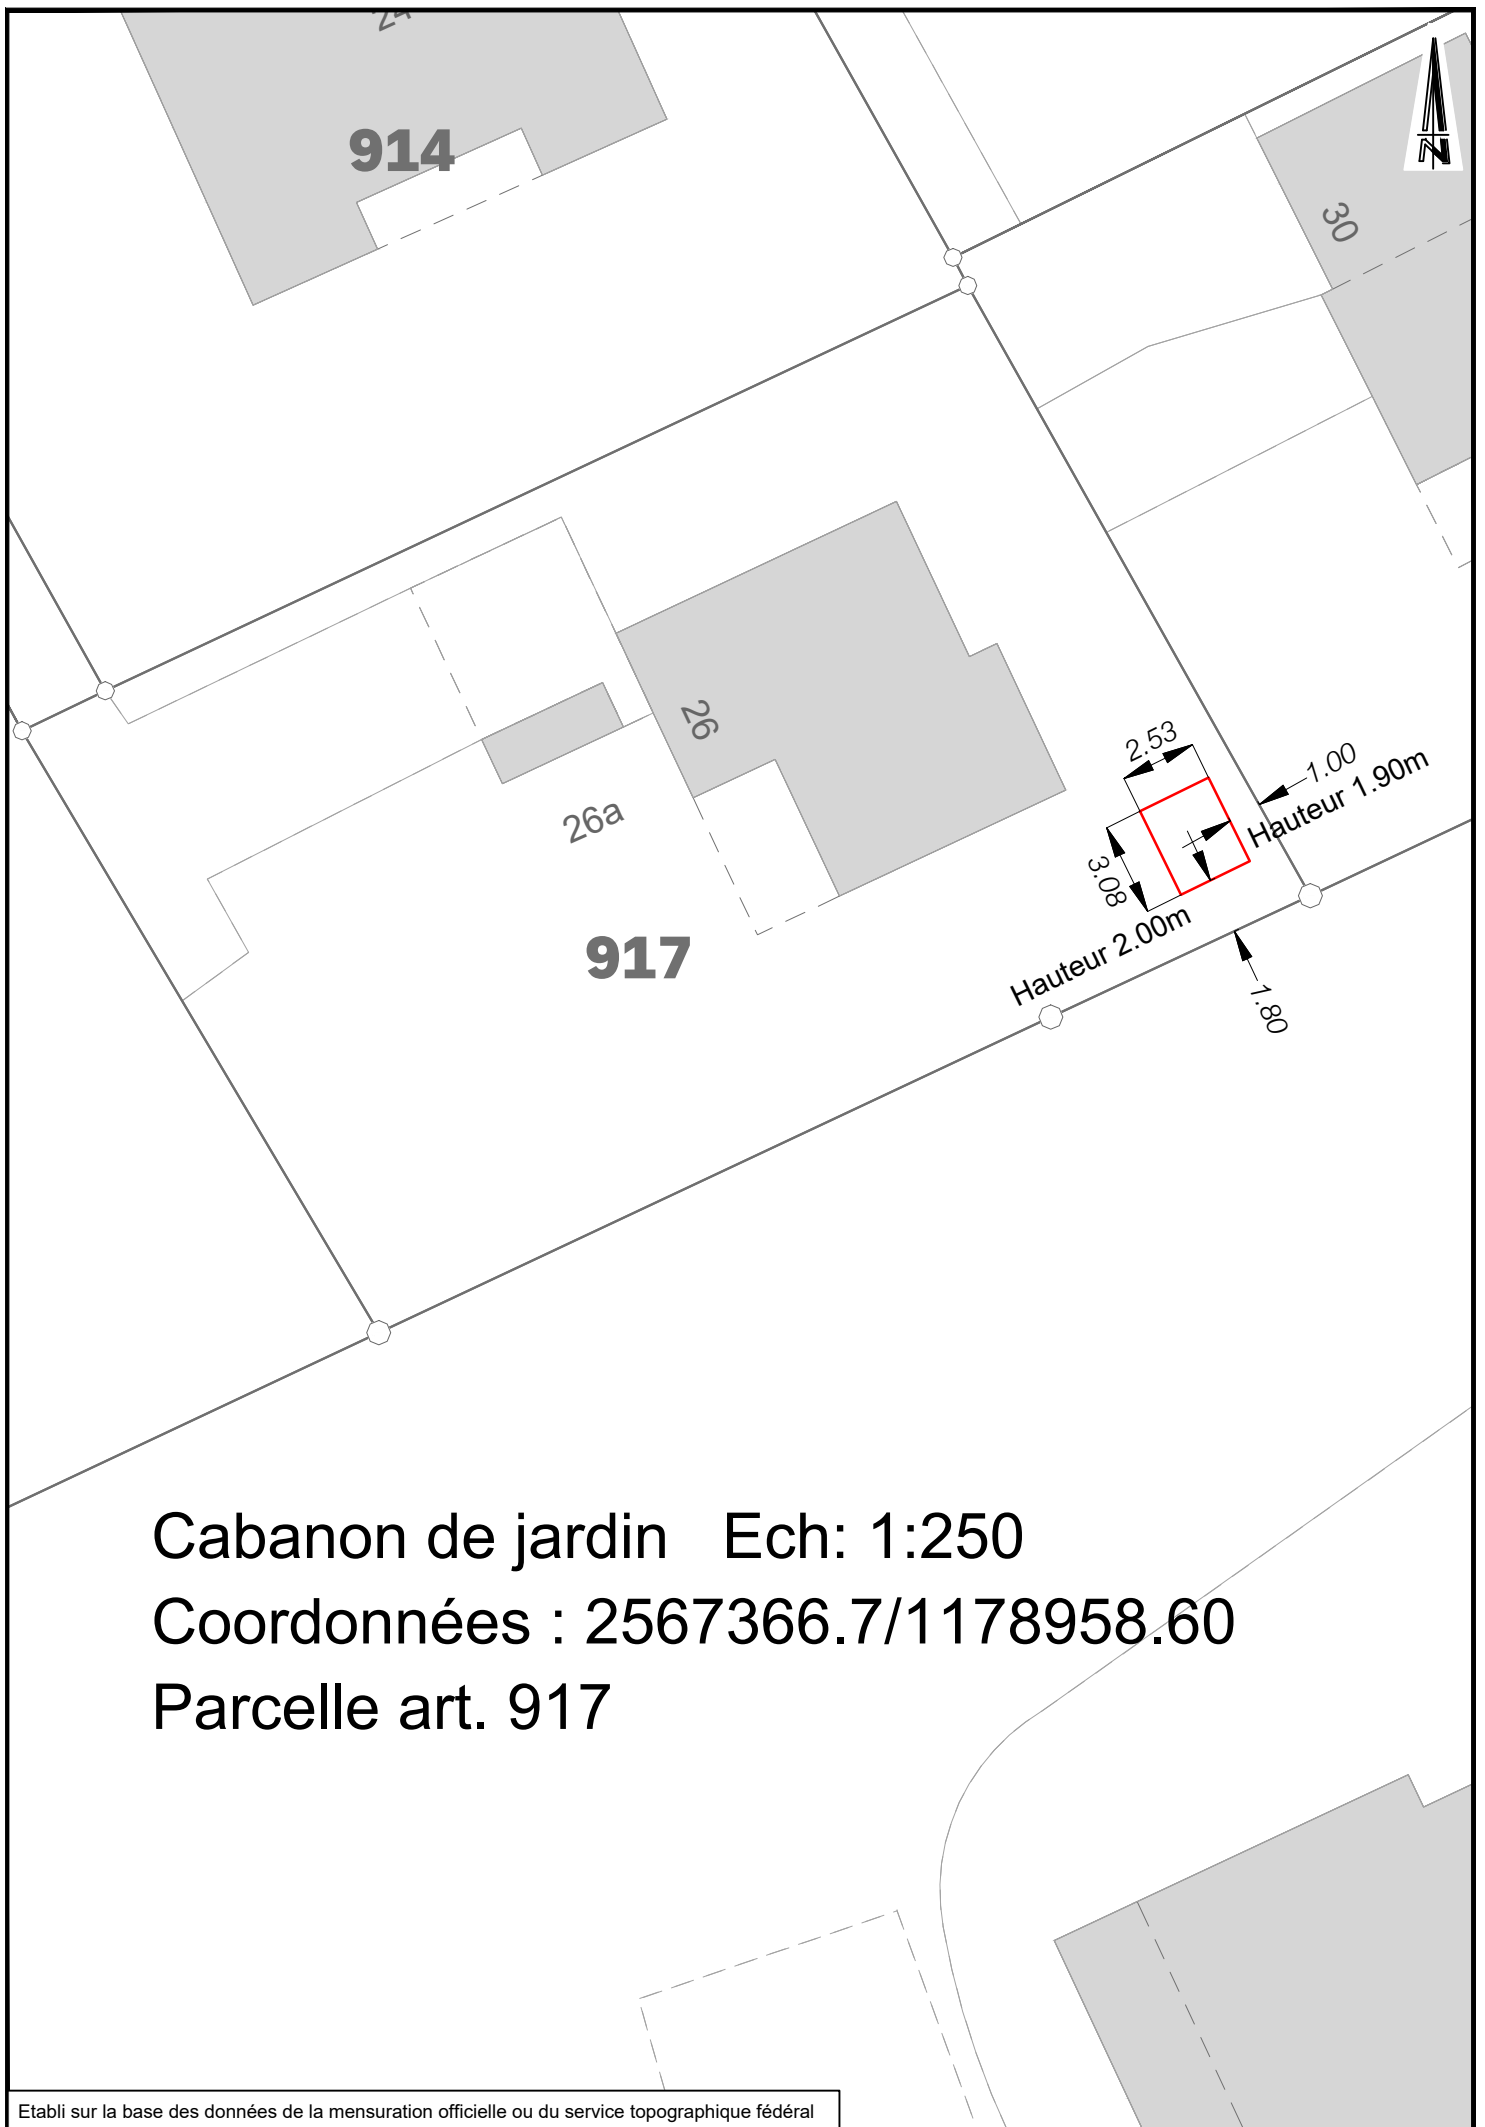 24
914
N
30
26
26a
917
2.53
3.08
1.00
Hauteur 1.90m
Hauteur 2.00m
1.80
Cabanon de jardin Ech: 1:250
Coordonnées : 2567366.7/1178958.60
Parcelle art. 917
Etabli sur la base des données de la mensuration officielle ou du service topographique fédéral